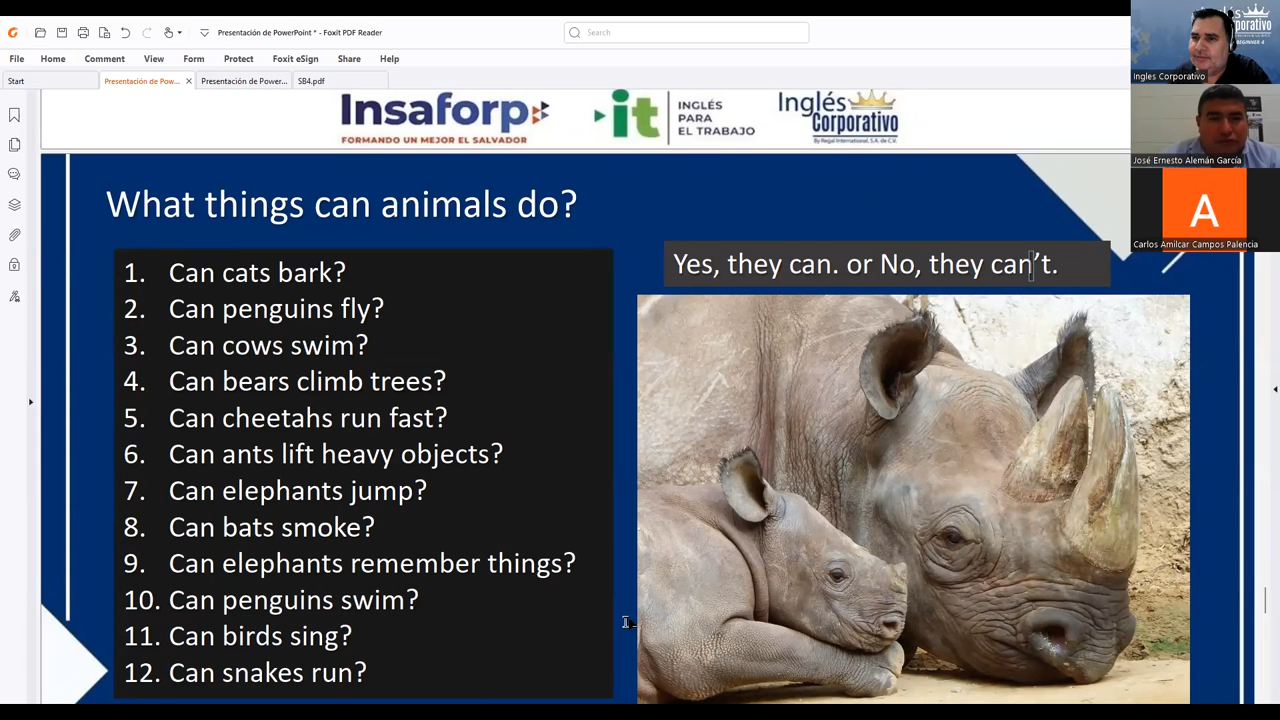 Presentación de PowerPoint * - Foxit PDF Reader
Search
File Home Comment View Form Protect Foxit eSign Share Help
Start
Presentación de Pow...
Presentación de Power...
SB4.pdf
Insaforp
FORMANDO UN MEJOR EL SALVADOR
it
INGLÉS
PARA
EL TRABAJO
Inglés
Corporativo
By Regal International, S.A. de C.V.
What things can animals do?
Yes, they can. or No, they can't.
1. Can cats bark?
2. Can penguins fly?
3. Can cows swim?
4. Can bears climb trees?
5. Can cheetahs run fast?
6. Can ants lift heavy objects?
7. Can elephants jump?
8. Can bats smoke?
9. Can elephants remember things?
10. Can penguins swim?
11. Can birds sing?
12. Can snakes run?
BEGINNER 4
Ingles Corporativo
José Ernesto Alemán García
A
Carlos Amilcar Campos Palencia